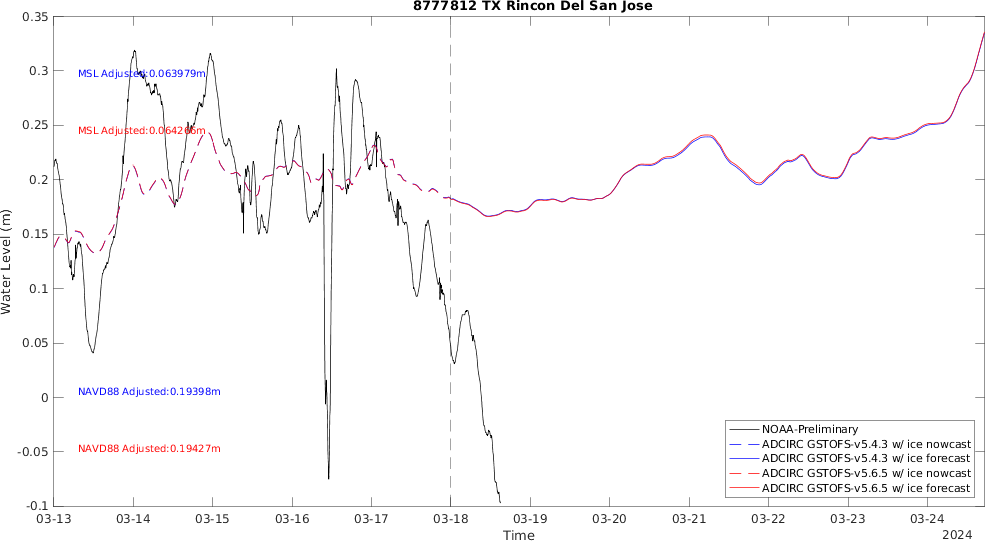 8777812 TX Rincon Del San Jose
0.35
0.3
0.25
0.2
0.15
0.1
0.05
0
-0.05
-0.1
Water Level (m)
MSL Adjusted:0.063979m
MSL Adjusted:0.064266m
NAVD88 Adjusted:0.19398m
NAVD88 Adjusted:0.19427m
NOAA-Preliminary
ADCIRC GSTOFS-v5.4.3 w/ ice nowcast
ADCIRC GSTOFS-v5.4.3 w/ ice forecast
ADCIRC GSTOFS-v5.6.5 w/ ice nowcast
ADCIRC GSTOFS-v5.6.5 w/ ice forecast
03-13 03-14 03-15 03-16 03-17 03-18 03-19 03-20 03-21 03-22 03-23 03-24
Time
2024